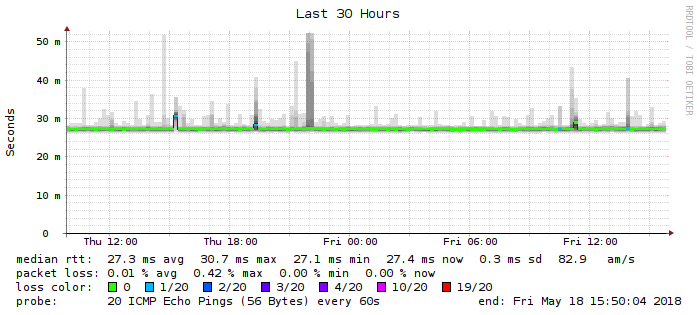 Last 30 Hours
RRDTOOL / TOBI OETIKER
Seconds
50 m
40 m
30 m
20 m
10 m
0
Thu 12:00 Thu 18:00 Fri 00:00 Fri 06:00 Fri 12:00
median rtt: 27.3 ms avg 30.7 ms max 27.1 ms min 27.4 ms now 0.3 ms sd 82.9 am/s
packet loss: 0.01 % avg 0.42 % max 0.00 % min 0.00 % now
loss color: 0 1/20 2/20 3/20 4/20 10/20 19/20
probe: 20 ICMP Echo Pings (56 Bytes) every 60s end: Fri May 18 15:50:04 2018